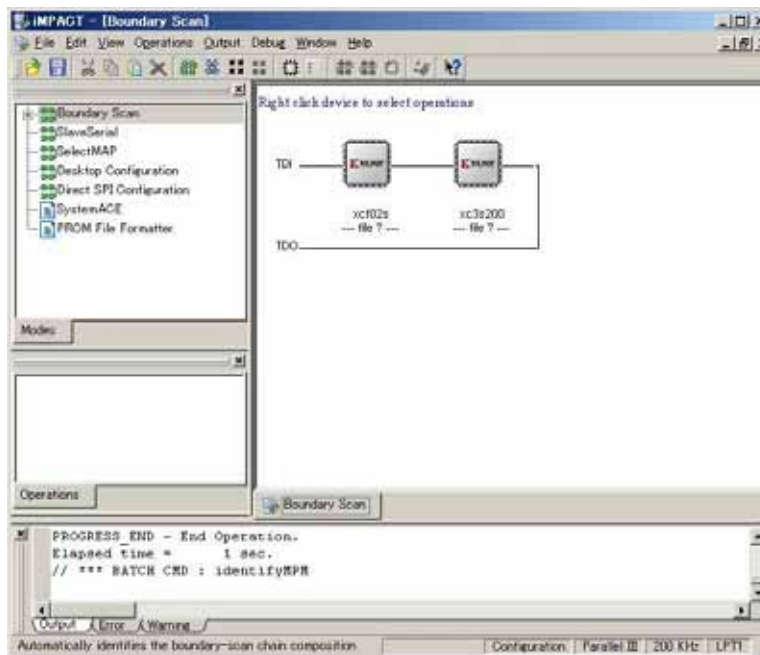 iMPACT - [Boundary Scan]
File Edit View Operations Output Debug Window Help
Boundary Scan
SlaveSerial
SelectMAP
Desktop Configuration
Direct SPI Configuration
SystemACE
PROM File Formatter
Modes
Operations
Right click device to select operations
TDI
XILINX XILINX
xcf02s xc3s200
--- file ? --- --- file ? ---
TDO
Boundary Scan
PROGRESS_END - End Operation.
Elapsed time = 1 sec.
// *** BATCH CMD : identifyMPM
Output Error Warning
Automatically identifies the boundary-scan chain composition Configuration Parallel III 200 KHz LPT1